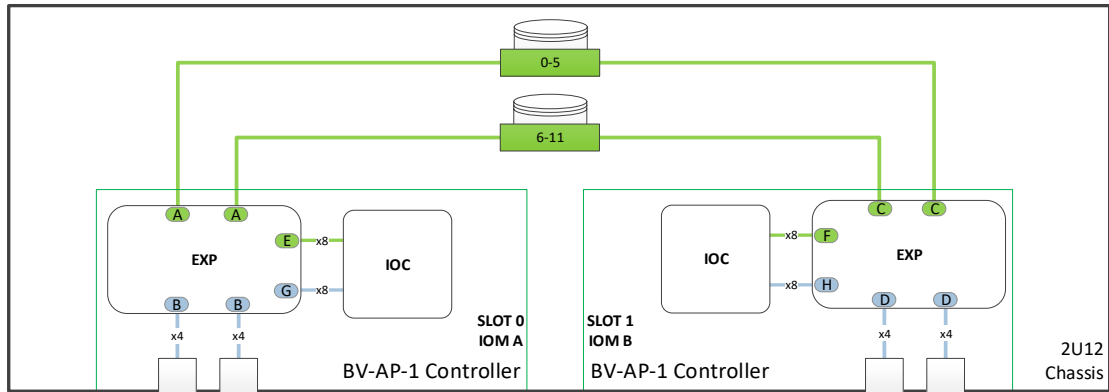 0-5
6-11
A
A
C
C
E
x8
IOC
EXP
G
x8
B
B
x4
x4
SLOT 0
IOM A
BV-AP-1 Controller
IOC
x8
F
EXP
x8
H
D
D
x4
x4
SLOT 1
IOM B
BV-AP-1 Controller
2U12
Chassis